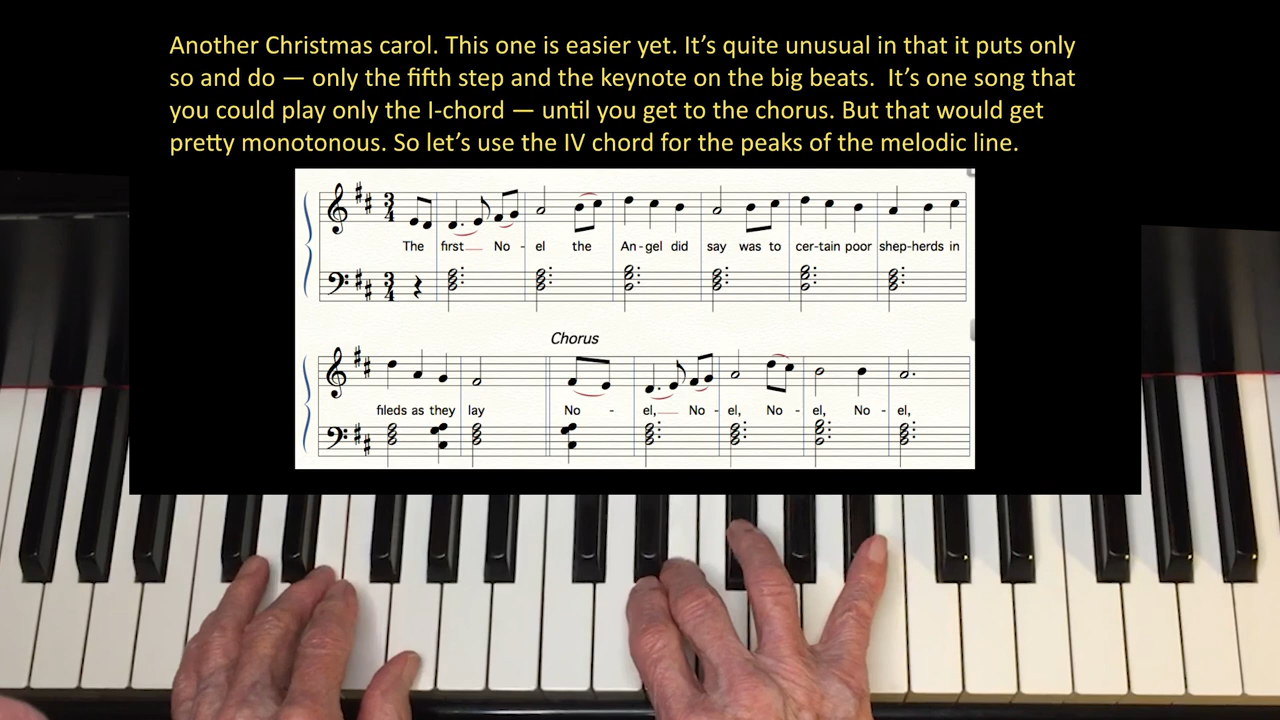 Another Christmas carol. This one is easier yet. It’s quite unusual in that it puts only
so and do — only the fifth step and the keynote on the big beats.  It’s one song that
you could play only the I-chord — until you get to the chorus. But that would get
pretty monotonous. So let’s use the IV chord for the peaks of the melodic line.
3 4
The first No - el the An-gel did say was to cer-tain poor shep-herds in
3 4
Chorus
fileds as they lay No - el, No - el, No - el, No - el,